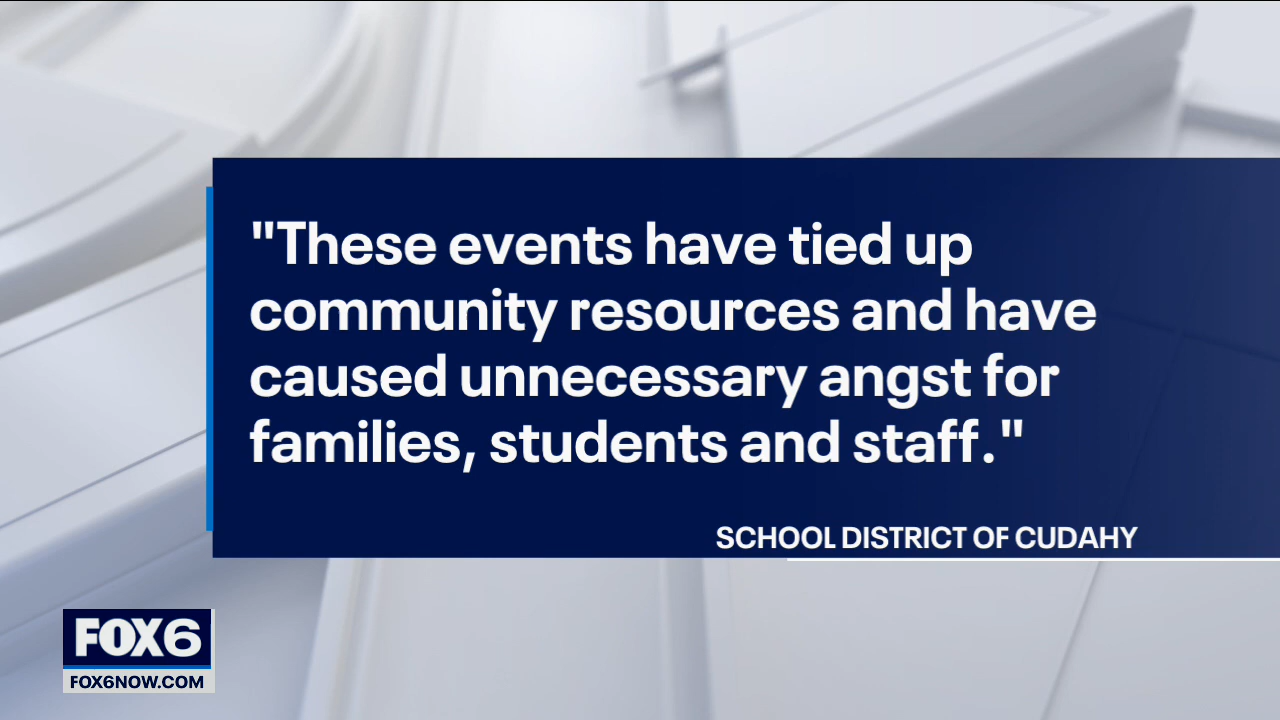 "These events have tied up
community resources and have
caused unnecessary angst for
families, students and staff."
SCHOOL DISTRICT OF CUDAHY
FOX6
FOX6NOW.COM